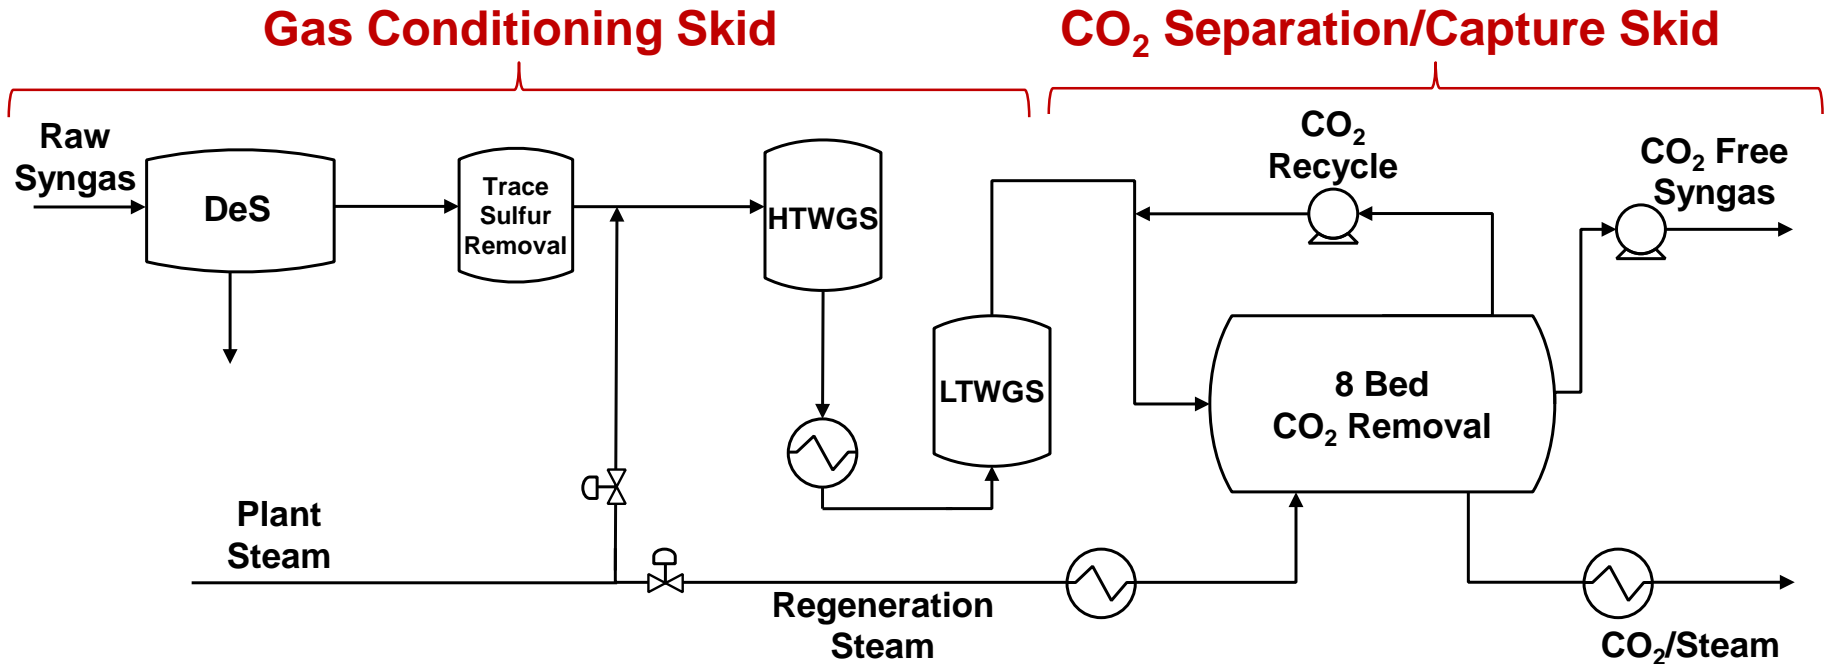 Gas Conditioning Skid
CO₂ Separation/Capture Skid
Raw
Syngas
DeS
Trace
Sulfur
Removal
HTWGS
LTWGS
CO₂
Recycle
CO₂ Free
Syngas
8 Bed
CO₂ Removal
Plant
Steam
Regeneration
Steam
CO₂/Steam